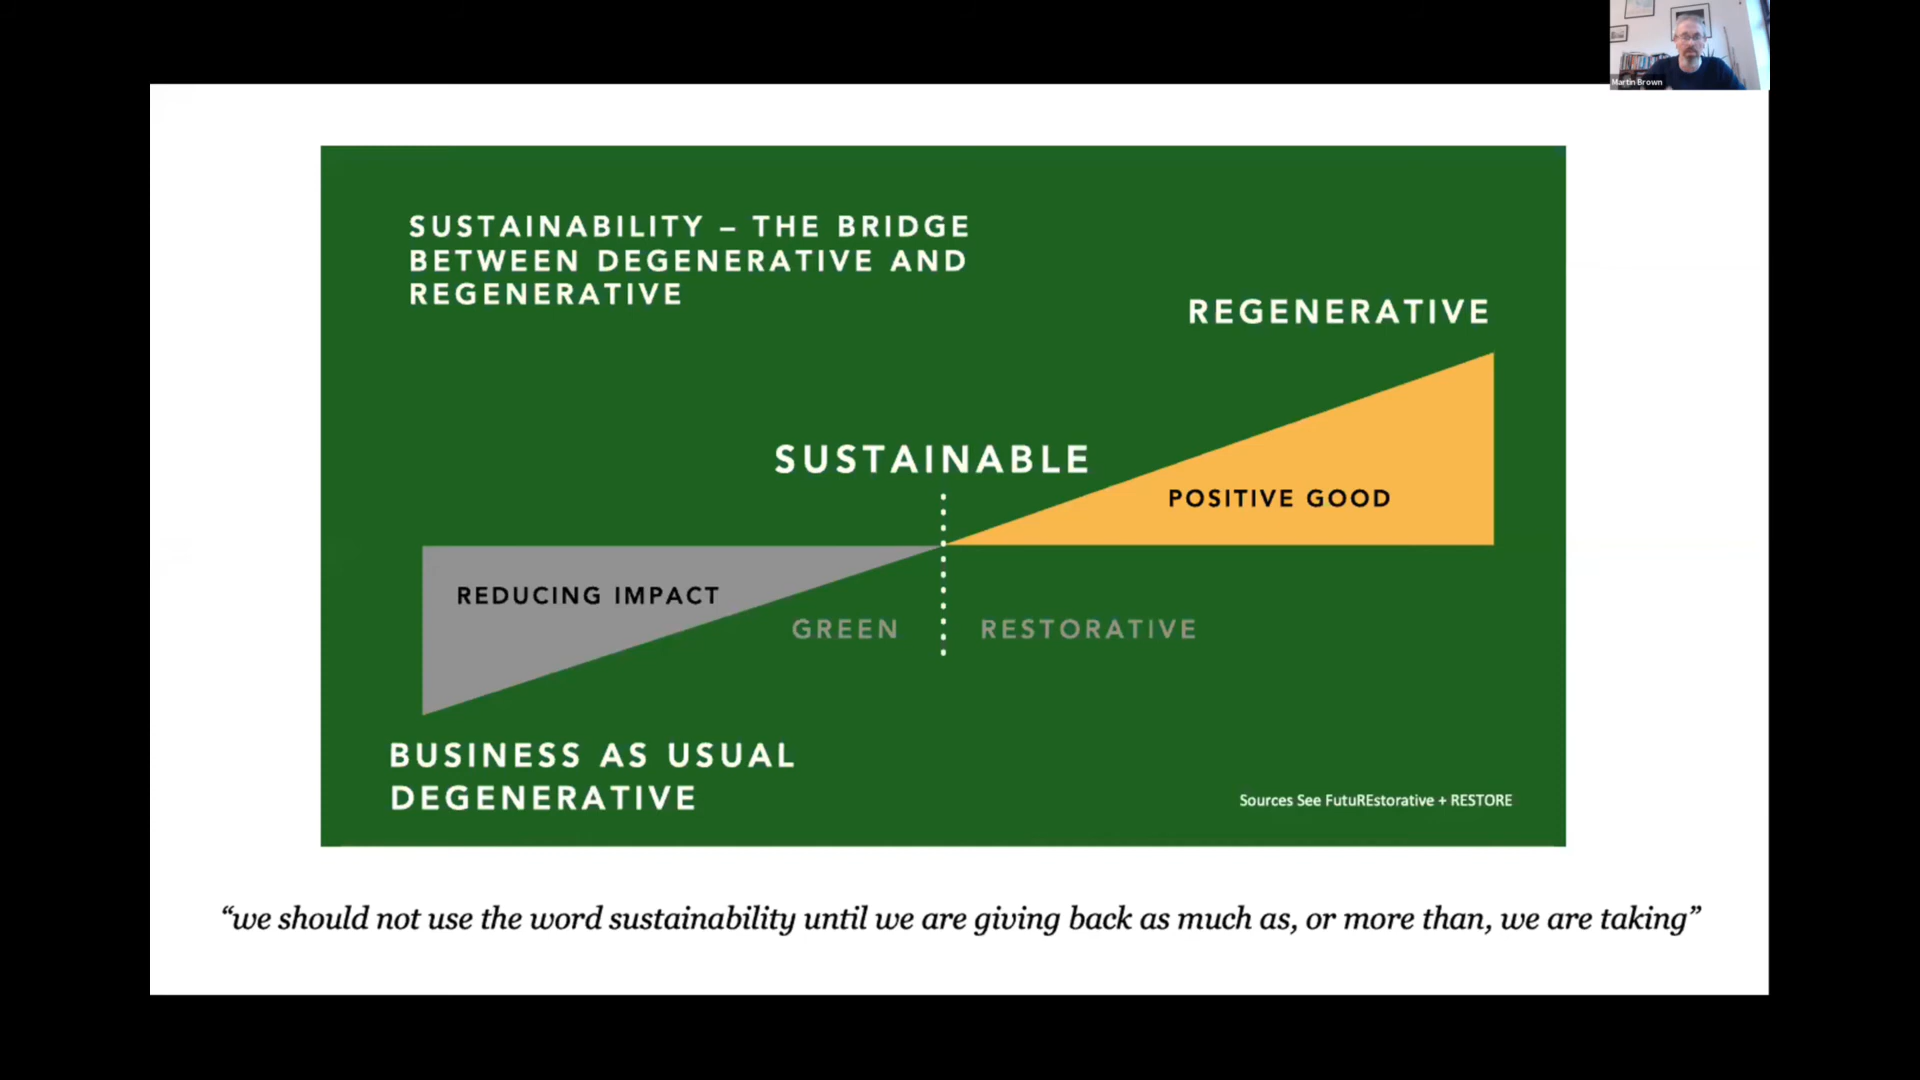 Martin Brown
SUSTAINABILITY – THE BRIDGE
BETWEEN DEGENERATIVE AND
REGENERATIVE
REGENERATIVE
SUSTAINABLE
POSITIVE GOOD
REDUCING IMPACT
GREEN
RESTORATIVE
BUSINESS AS USUAL
DEGENERATIVE
Sources See FutuREstorative + RESTORE
“we should not use the word sustainability until we are giving back as much as, or more than, we are taking”